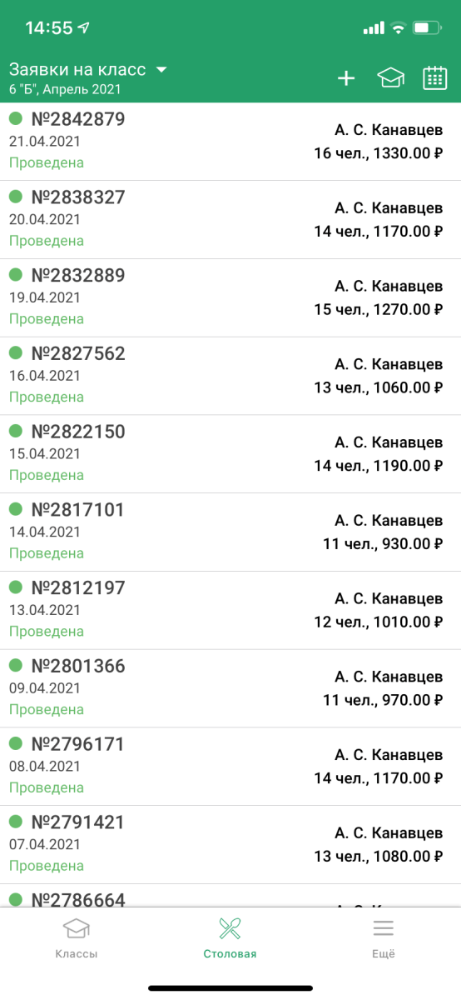 14:55
Заявки на класс
6 "Б", Апрель 2021
№2842879
21.04.2021
Проведена
А. С. Канавцев
16 чел., 1330.00 ₽
№2838327
20.04.2021
Проведена
А. С. Канавцев
14 чел., 1170.00 ₽
№2832889
19.04.2021
Проведена
А. С. Канавцев
15 чел., 1270.00 ₽
№2827562
16.04.2021
Проведена
А. С. Канавцев
13 чел., 1060.00 ₽
№2822150
15.04.2021
Проведена
А. С. Канавцев
14 чел., 1190.00 ₽
№2817101
14.04.2021
Проведена
А. С. Канавцев
11 чел., 930.00 ₽
№2812197
13.04.2021
Проведена
А. С. Канавцев
12 чел., 1010.00 ₽
№2801366
09.04.2021
Проведена
А. С. Канавцев
11 чел., 970.00 ₽
№2796171
08.04.2021
Проведена
А. С. Канавцев
14 чел., 1170.00 ₽
№2791421
07.04.2021
Проведена
А. С. Канавцев
13 чел., 1080.00 ₽
№2786664
Классы
Столовая
Ещё